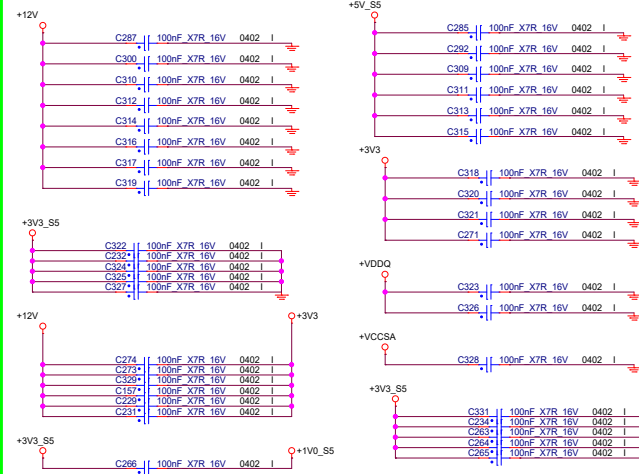 +12V
C287 100nF_X7R_16V 0402 I
C300 100nF_X7R_16V 0402 I
C310 100nF_X7R_16V 0402 I
C312 100nF_X7R_16V 0402 I
C314 100nF_X7R_16V 0402 I
C316 100nF_X7R_16V 0402 I
C317 100nF_X7R_16V 0402 I
C319 100nF_X7R_16V 0402 I
+3V3_S5
C322 100nF_X7R_16V 0402 I
C232 100nF_X7R_16V 0402 I
C324 100nF_X7R_16V 0402 I
C325 100nF_X7R_16V 0402 I
C327 100nF_X7R_16V 0402 I
+12V
+3V3
C274 100nF_X7R_16V 0402 I
C273 100nF_X7R_16V 0402 I
C329 100nF_X7R_16V 0402 I
C157 100nF_X7R_16V 0402 I
C229 100nF_X7R_16V 0402 I
C231 100nF_X7R_16V 0402 I
+3V3_S5
+1V0_S5
C266 100nF_X7R_16V 0402 I
+5V_S5
C285 100nF_X7R_16V 0402 I
C292 100nF_X7R_16V 0402 I
C309 100nF_X7R_16V 0402 I
C311 100nF_X7R_16V 0402 I
C313 100nF_X7R_16V 0402 I
C315 100nF_X7R_16V 0402 I
+3V3
C318 100nF_X7R_16V 0402 I
C320 100nF_X7R_16V 0402 I
C321 100nF_X7R_16V 0402 I
C271 100nF_X7R_16V 0402 I
+VDDQ
C323 100nF_X7R_16V 0402 I
C326 100nF_X7R_16V 0402 I
+VCCSA
C328 100nF_X7R_16V 0402 I
+3V3_S5
C331 100nF_X7R_16V 0402 I
C234 100nF_X7R_16V 0402 I
C263 100nF_X7R_16V 0402 I
C264 100nF_X7R_16V 0402 I
C265 100nF_X7R_16V 0402 I